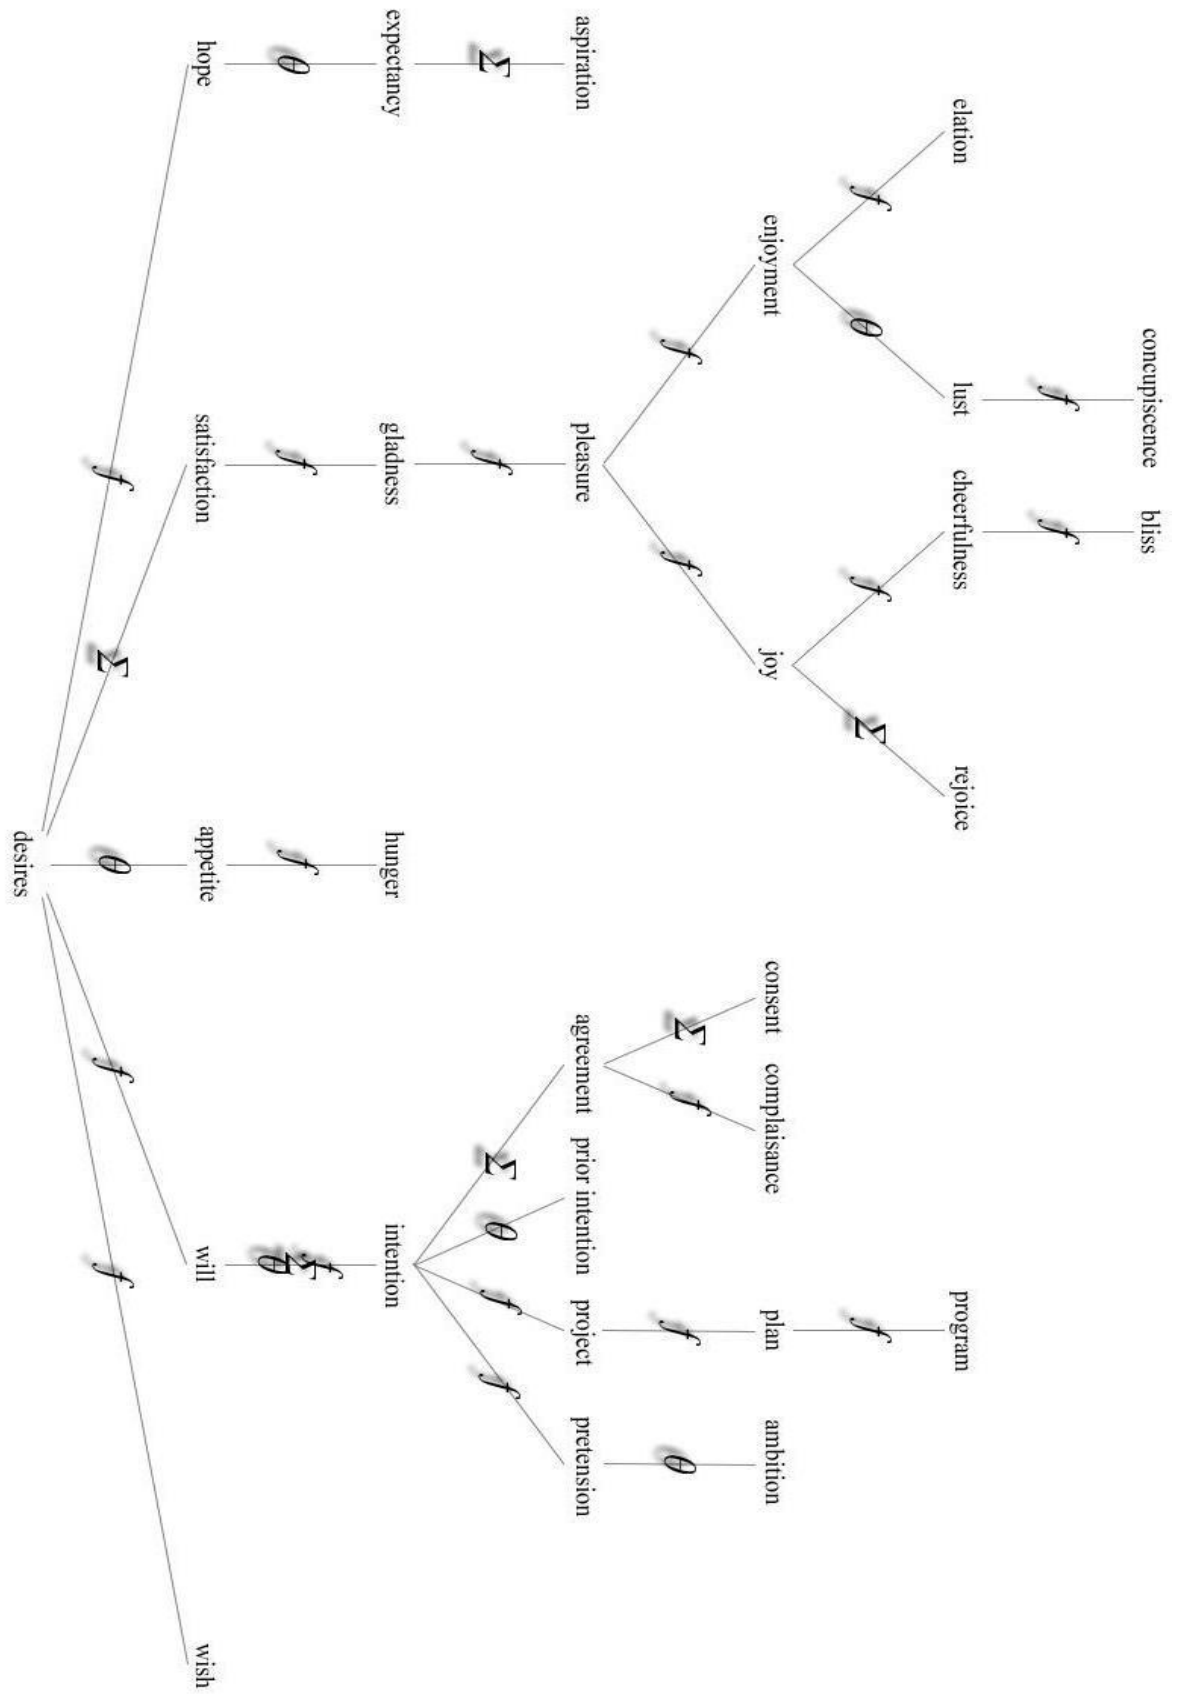 concupiscence bliss
f f
elation lust cheerfulness rejoice program
f θ f Σ f
enjoyment joy consent complaisance plan ambition
f f Σ f f θ
aspiration pleasure agreement prior intention project pretension
Σ f Σ θ f f
expectancy gladness hunger intention
θ f f f Σ θ
hope satisfaction appetite will wish
f Σ θ f f
desires